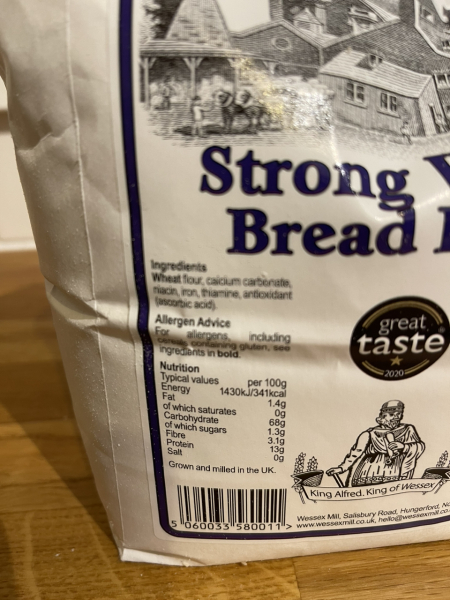 Strong
Bread
Ingredients
Wheat flour, calcium carbonate,
niacin, iron, thiamine, antioxidant
(ascorbic acid).
Allergen Advice
For allergens, including
cereals containing gluten, see
ingredients in bold.
Nutrition
Typical values per 100g
Energy 1430kJ/341kcal
Fat 1.4g
of which saturates 0g
Carbohydrate 68g
of which sugars 1.3g
Fibre 3.1g
Protein 13g
Salt 0g
Grown and milled in the UK.
5 060033 580011 >
great
taste
2020
King Alfred. King of Wessex
Wessex Mill, Salisbury Road, Hungerford,
www.wessexmill.co.uk, hello@wessexmill.co